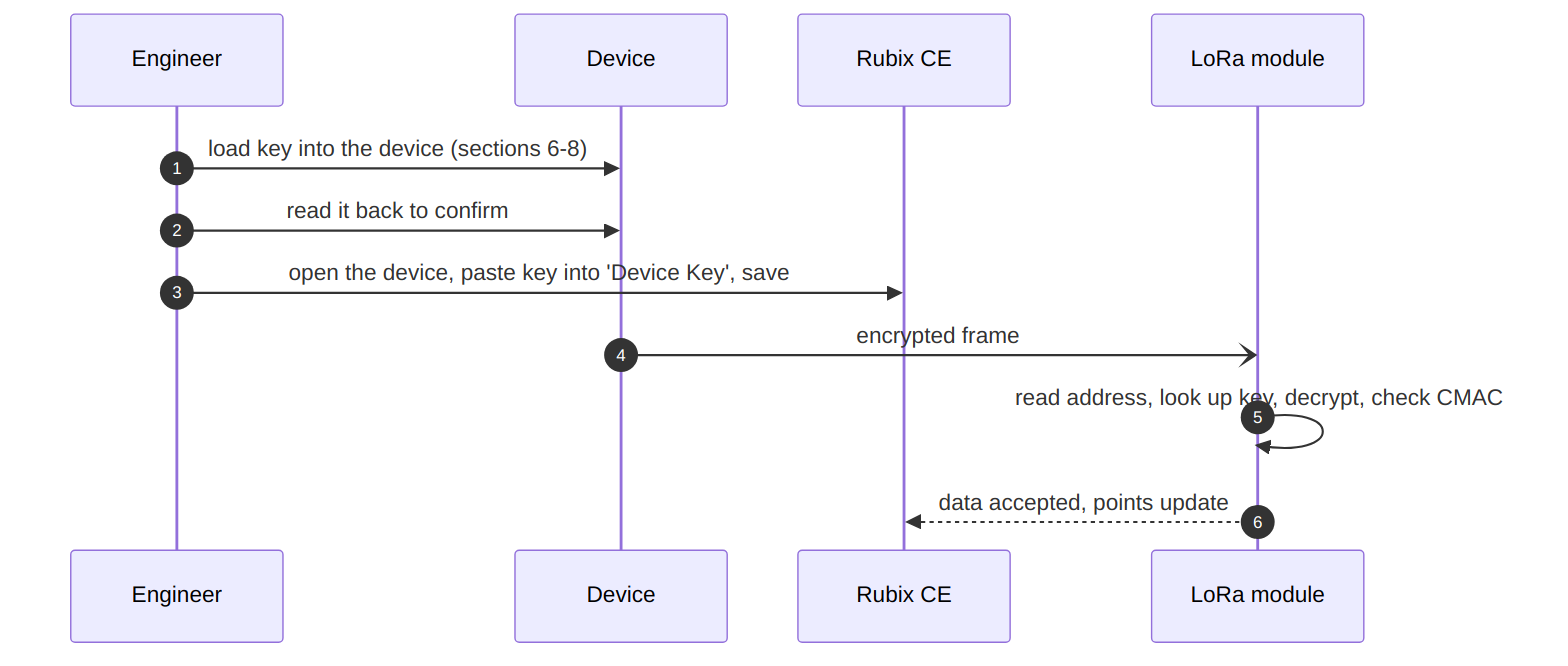 Engineer
Device
Rubix CE
LoRa module
load key into the device (sections 6-8)
1
read it back to confirm
2
open the device, paste key into 'Device Key', save
3
encrypted frame
4
read address, look up key, decrypt, check CMAC
5
data accepted, points update
6
Engineer
Device
Rubix CE
LoRa module